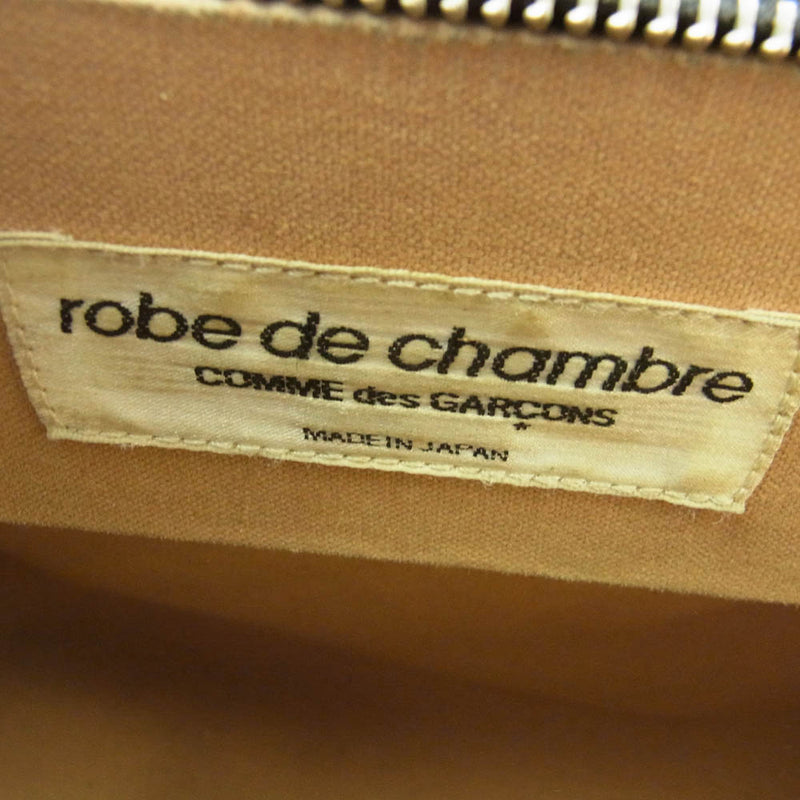 robe de chambre
COMME des GARÇONS
*
MADE IN JAPAN